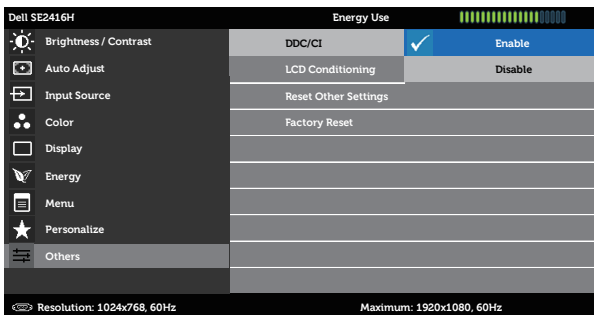 Dell SE2416H Energy Use
Brightness / Contrast DDC/CI Enable
Auto Adjust LCD Conditioning Disable
Input Source Reset Other Settings
Color Factory Reset
Display
Energy
Menu
Personalize
Others
Resolution: 1024x768, 60Hz Maximum: 1920x1080, 60Hz